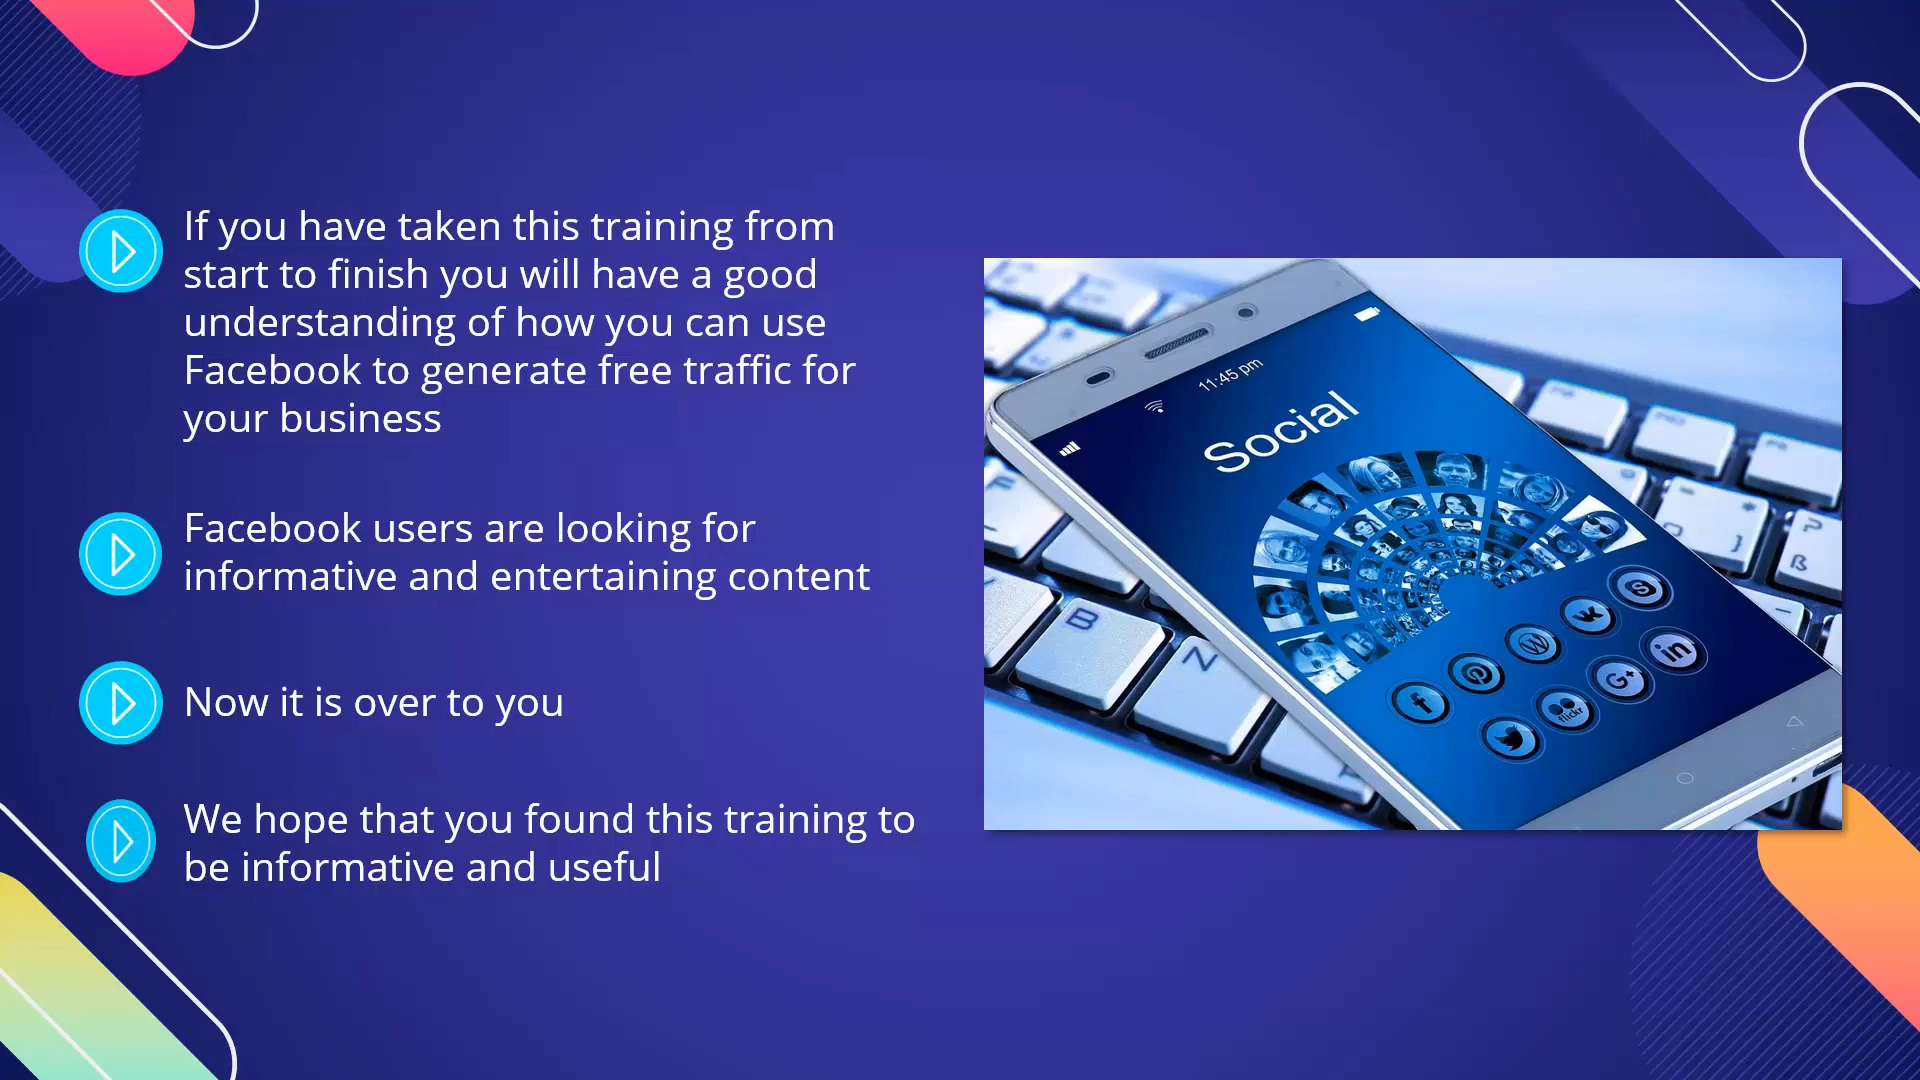 If you have taken this training from
start to finish you will have a good
understanding of how you can use
Facebook to generate free traffic for
your business
Facebook users are looking for
informative and entertaining content
Now it is over to you
We hope that you found this training to
be informative and useful
11:45 pm
Social
flickr
in
G+
B
N
F